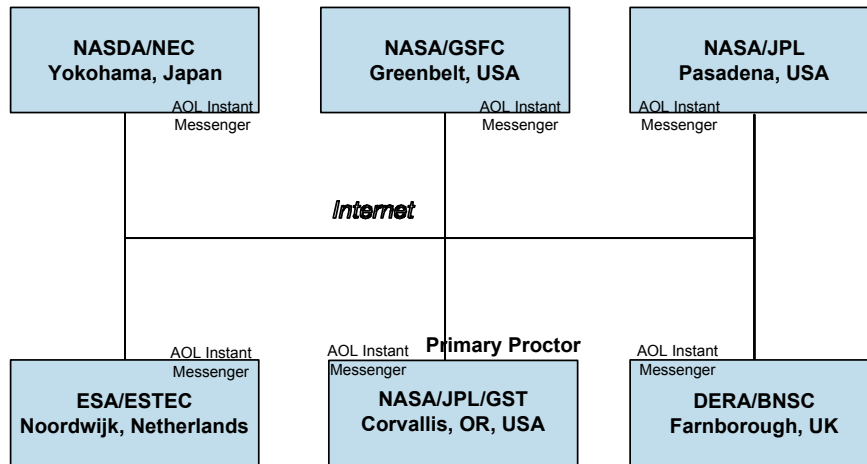 NASDA/NEC
Yokohama, Japan
AOL Instant
Messenger
NASA/GSFC
Greenbelt, USA
AOL Instant
Messenger
NASA/JPL
Pasadena, USA
AOL Instant
Messenger
Internet
AOL Instant
Messenger
ESA/ESTEC
Noordwijk, Netherlands
AOL Instant
Messenger
Primary Proctor
NASA/JPL/GST
Corvallis, OR, USA
AOL Instant
Messenger
DERA/BNSC
Farnborough, UK